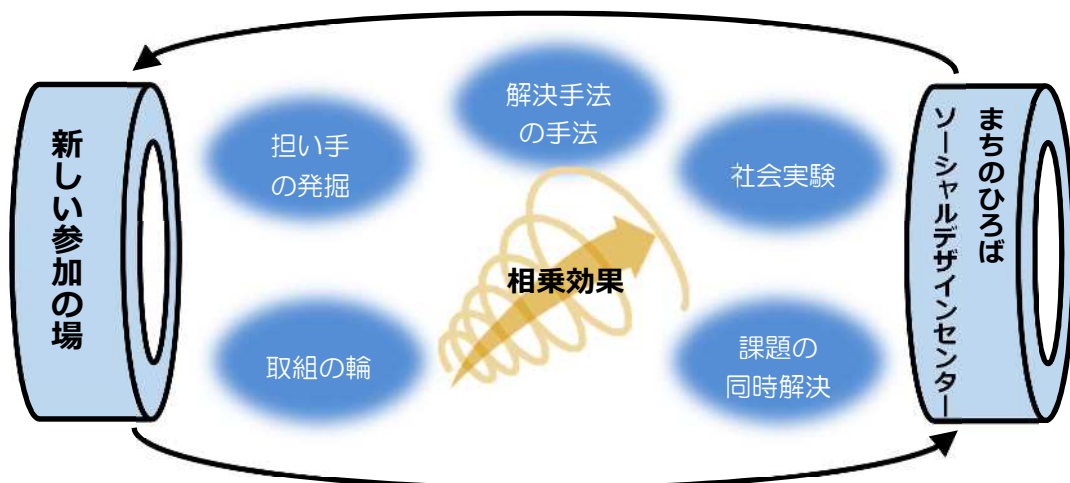 新しい参加の場
担い手
の発掘
解決手法
の手法
社会実験
取組の輪
相乗効果
課題の
同時解決
まちのひろば
ソーシャルデザインセンター